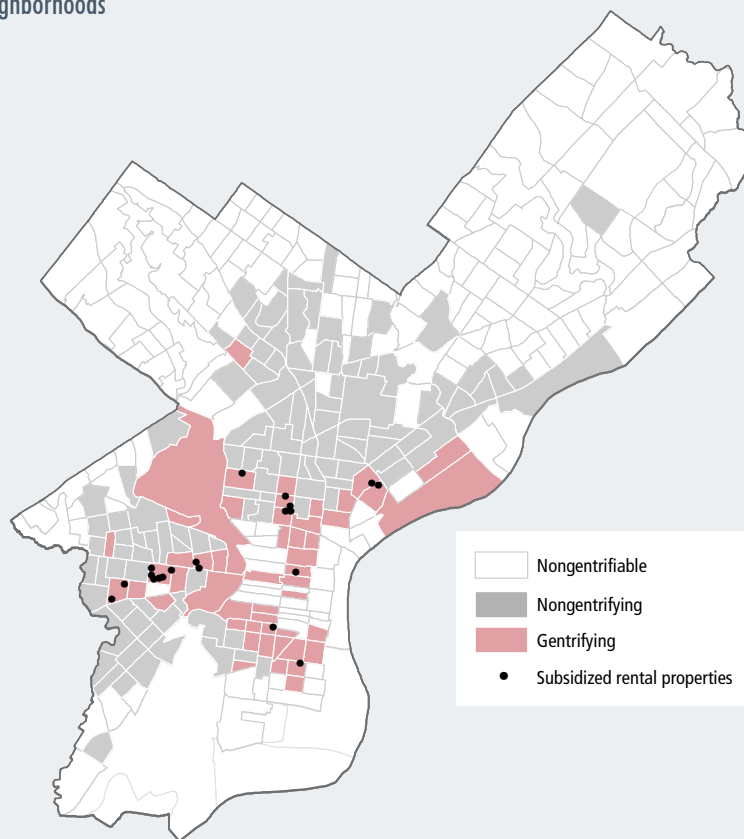 Nongentrifiable
Nongentrifying
Gentrifying
Subsidized rental properties